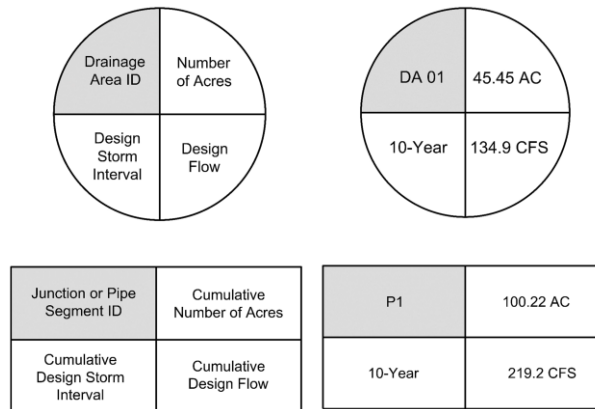 Drainage
Area ID
Number
of Acres
Design
Storm
Interval
Design
Flow
DA 01
45.45 AC
10-Year
134.9 CFS
Junction or Pipe
Segment ID
Cumulative
Number of Acres
Cumulative
Design Storm
Interval
Cumulative
Design Flow
P1
100.22 AC
10-Year
219.2 CFS